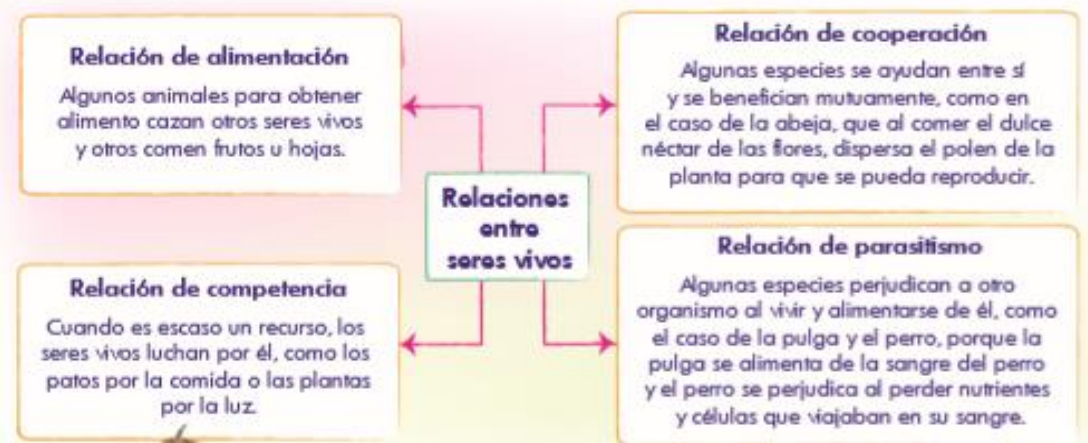 Relación de alimentación
Algunos animales para obtener
alimento cazan otros seres vivos
y otros comen frutos u hojas.
Relación de cooperación
Algunas especies se ayudan entre sí
y se benefician mutuamente, como en
el caso de la abeja, que al comer el dulce
néctar de las flores, dispersa el polen de la
planta para que se pueda reproducir.
Relaciones
entre
seres vivos
Relación de competencia
Cuando es escaso un recurso, los
seres vivos luchan por él, como los
patos por la comida o las plantas
por la luz.
Relación de parasitismo
Algunas especies perjudican a otro
organismo al vivir y alimentarse de él, como
el caso de la pulga y el perro, porque la
pulga se alimenta de la sangre del perro
y el perro se perjudica al perder nutrientes
y células que viajaban en su sangre.